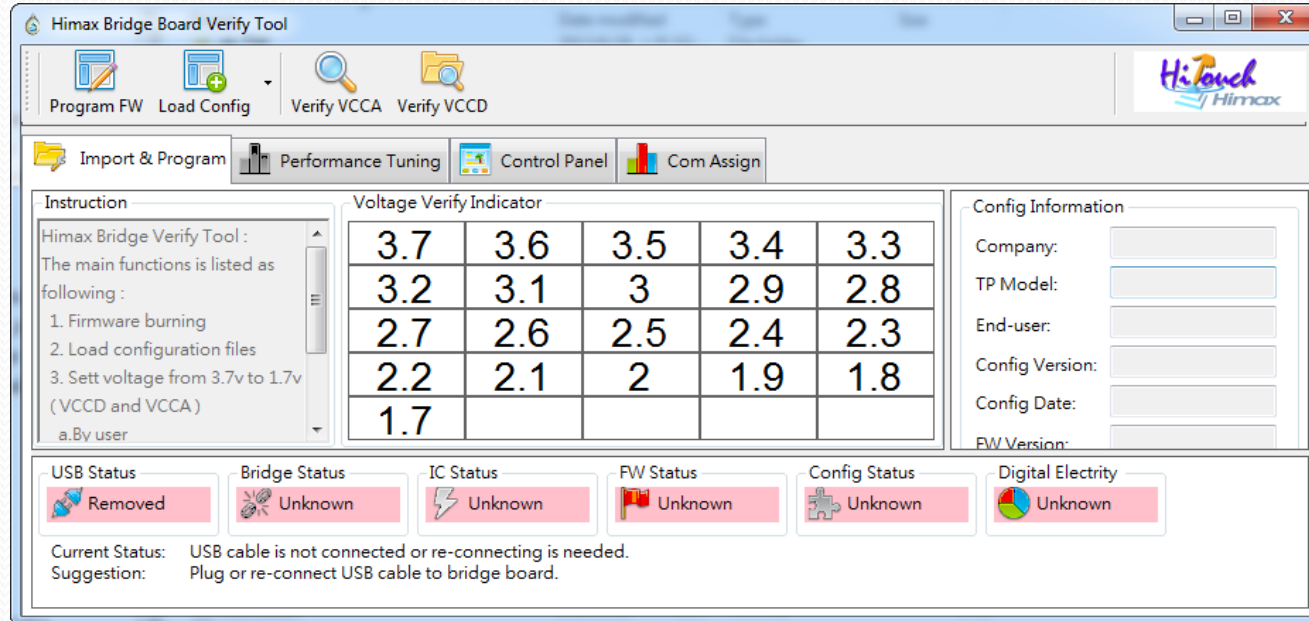 Himax Bridge Board Verify Tool
Program FW Load Config Verify VCCA Verify VCCD
HiTouch
Himax
Import & Program Performance Tuning Control Panel Com Assign
Instruction
Himax Bridge Verify Tool :
The main functions is listed as
following :
1. Firmware burning
2. Load configuration files
3. Sett voltage from 3.7v to 1.7v
( VCCD and VCCA )
a.By user
Voltage Verify Indicator
3.7 3.6 3.5 3.4 3.3
3.2 3.1 3 2.9 2.8
2.7 2.6 2.5 2.4 2.3
2.2 2.1 2 1.9 1.8
1.7
Config Information
Company:
TP Model:
End-user:
Config Version:
Config Date:
FW Version:
USB Status Bridge Status IC Status FW Status Config Status Digital Electrity
Removed Unknown Unknown Unknown Unknown Unknown
Current Status: USB cable is not connected or re-connecting is needed.
Suggestion: Plug or re-connect USB cable to bridge board.